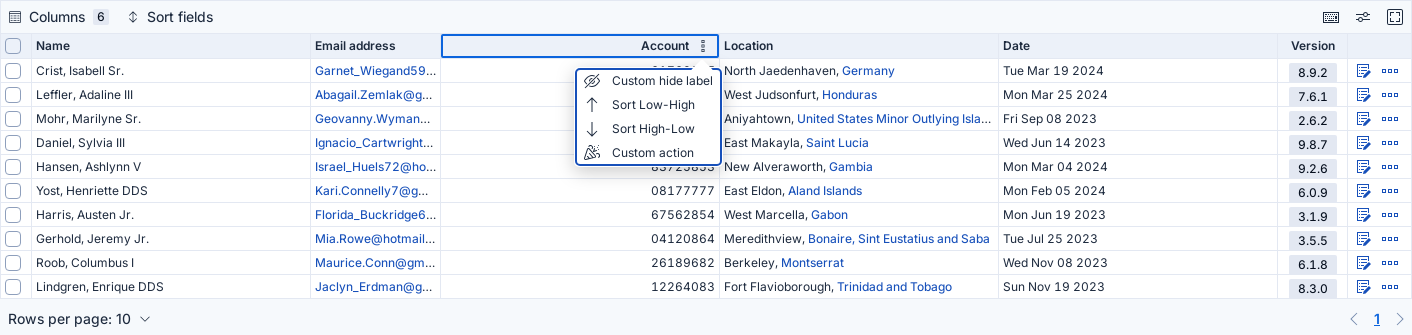 Columns 6 Sort fields
Name Email address Account Location Date Version
Crist, Isabell Sr. Garnet_Wiegand59... North Jaedenhaven, Germany Tue Mar 19 2024 8.9.2
Custom hide label
Leffler, Adaline III Abagail.Zemlak@g... West Judsonfurt, Honduras Mon Mar 25 2024 7.6.1
Sort Low-High
Mohr, Marilyne Sr. Geovanny.Wyman... Aniyahtown, United States Minor Outlying Isla... Fri Sep 08 2023 2.6.2
Sort High-Low
Daniel, Sylvia III Ignacio_Cartwright... East Makayla, Saint Lucia Wed Jun 14 2023 9.8.7
Custom action
Hansen, Ashlynn V Israel_Huels72@ho... New Alveraworth, Gambia Mon Mar 04 2024 9.2.6
Yost, Henriette DDS Kari.Connelly7@g... 08177777 East Eldon, Aland Islands Mon Feb 05 2024 6.0.9
Harris, Austen Jr. Florida_Buckridge6... 67562854 West Marcella, Gabon Mon Jun 19 2023 3.1.9
Gerhold, Jeremy Jr. Mia.Rowe@hotmail... 04120864 Meredithview, Bonaire, Sint Eustatius and Saba Tue Jul 25 2023 3.5.5
Roob, Columbus I Maurice.Conn@gm... 26189682 Berkeley, Montserrat Wed Nov 08 2023 6.1.8
Lindgren, Enrique DDS Jaclyn_Erdman@g... 12264083 Fort Flavioborough, Trinidad and Tobago Sun Nov 19 2023 8.3.0
Rows per page: 10 1